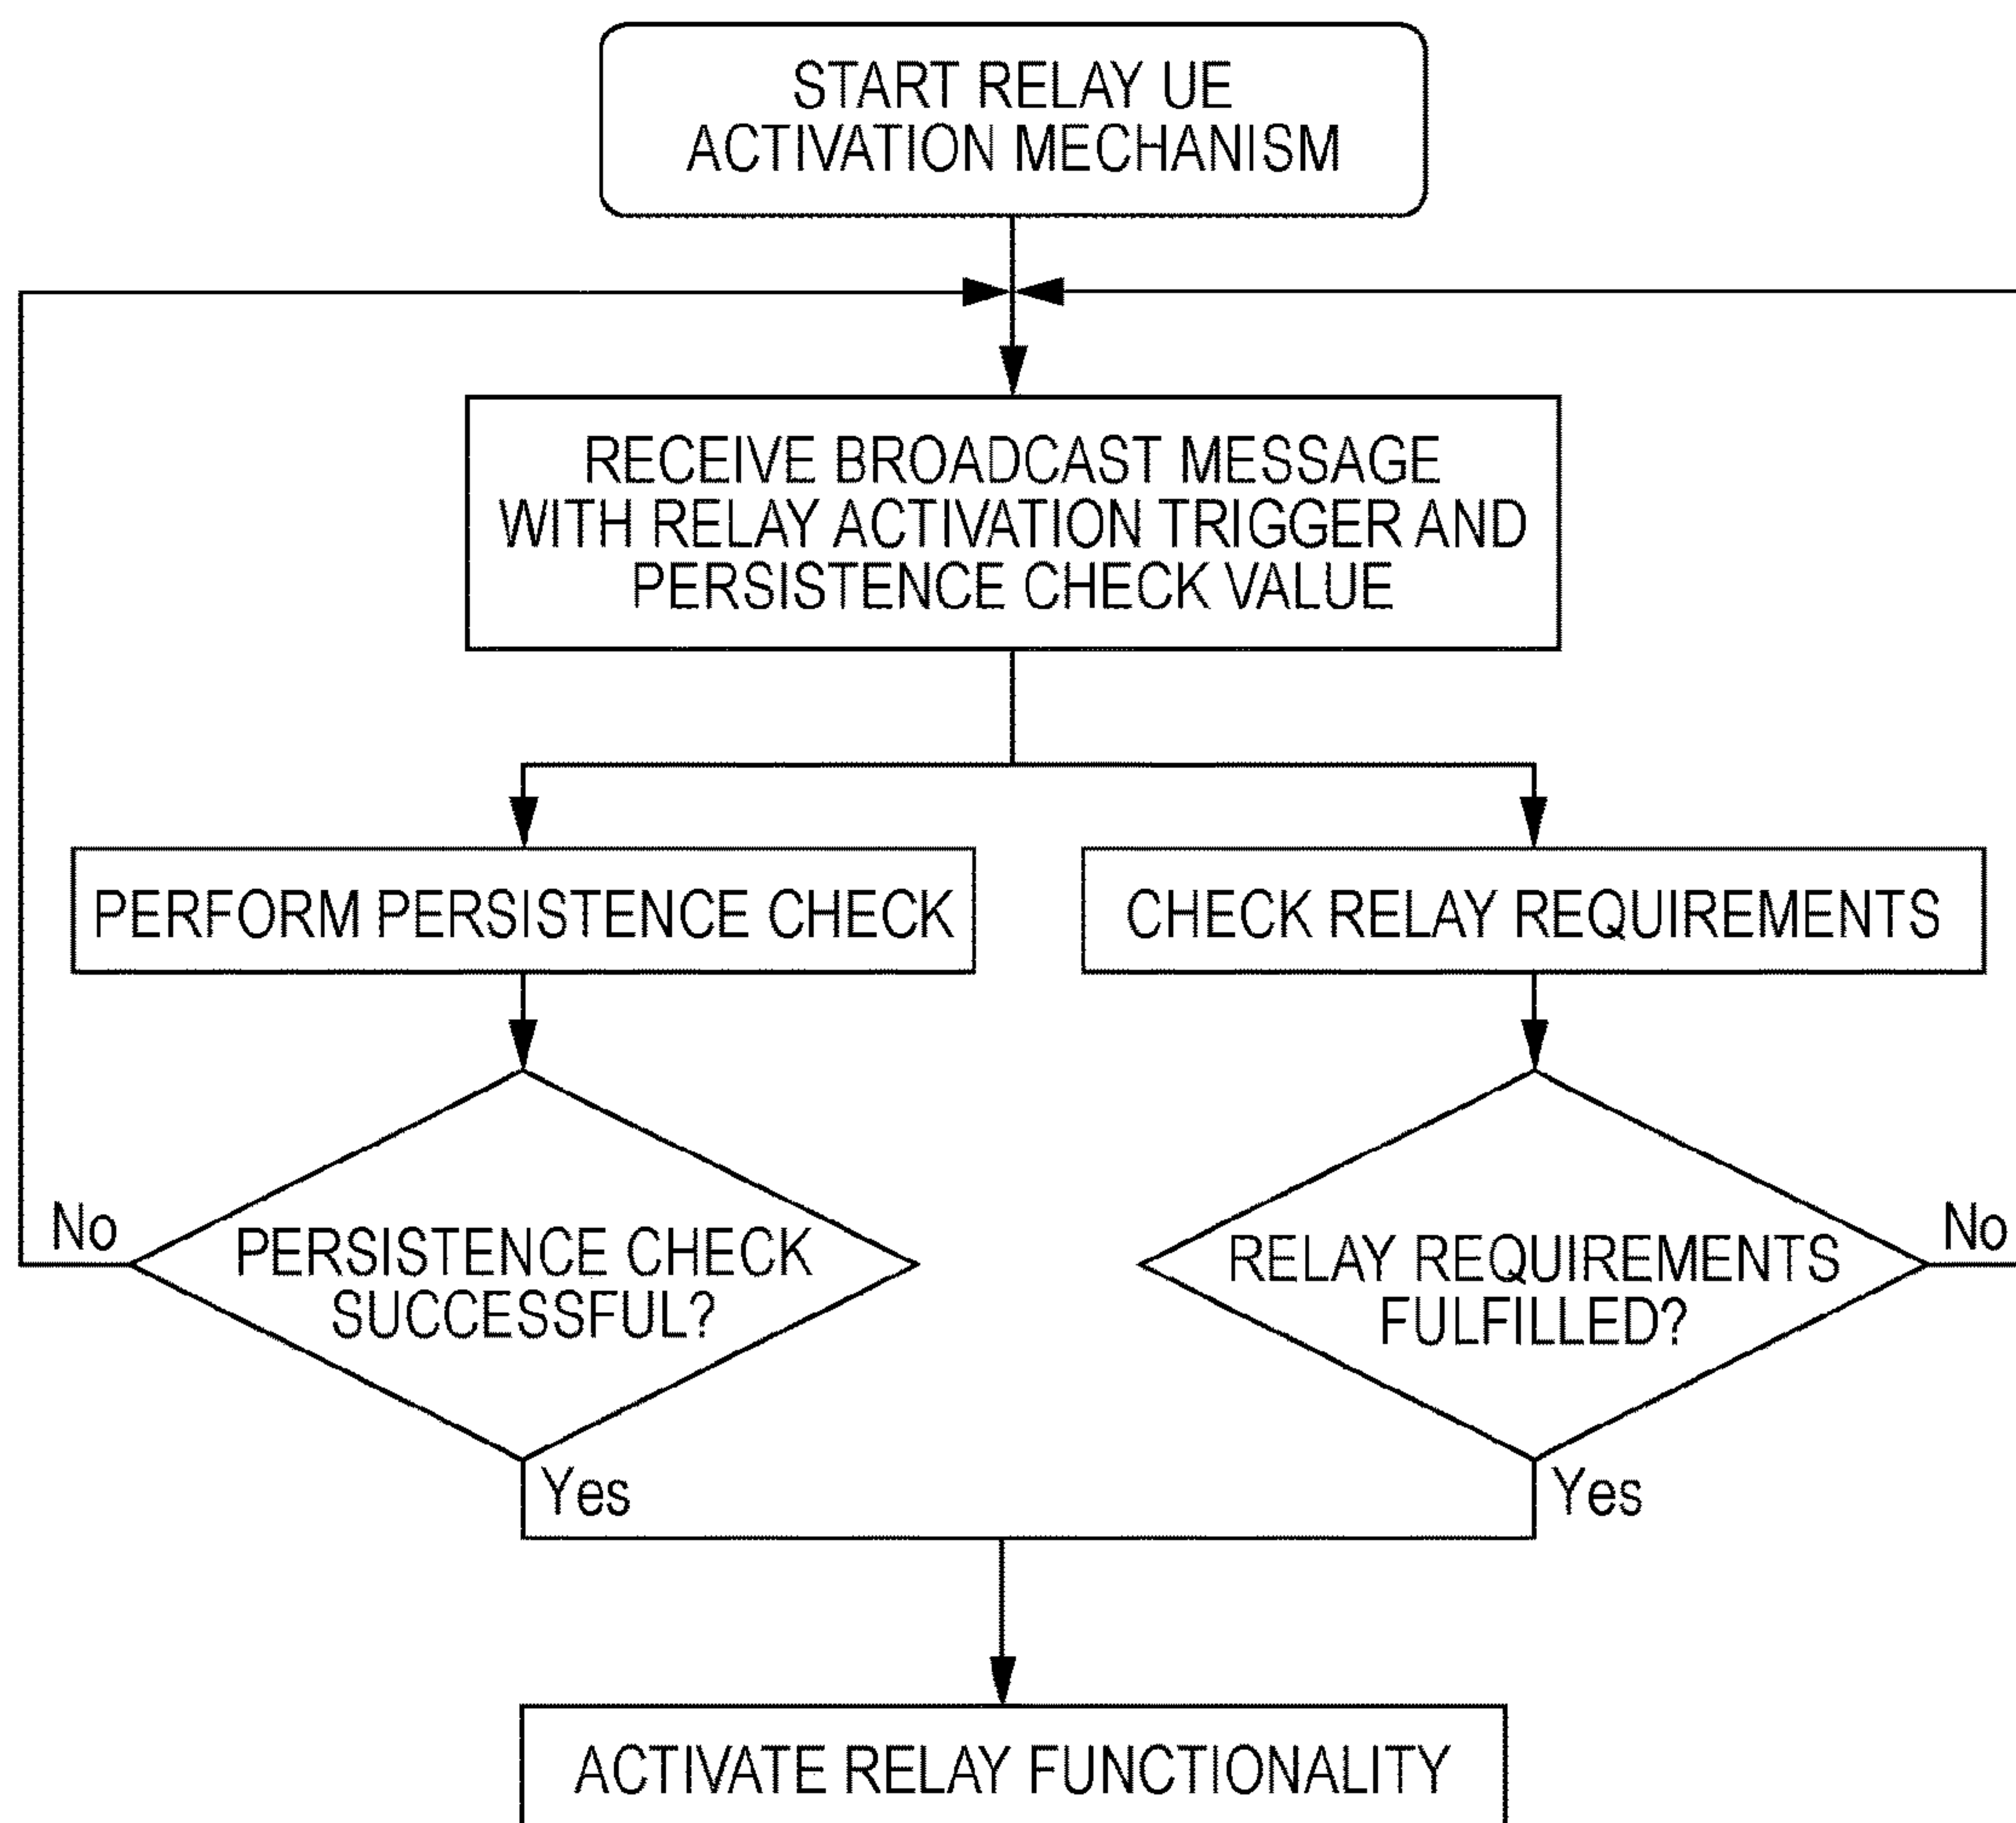 START RELAY UE
ACTIVATION MECHANISM
RECEIVE BROADCAST MESSAGE
WITH RELAY ACTIVATION TRIGGER AND
PERSISTENCE CHECK VALUE
PERFORM PERSISTENCE CHECK
CHECK RELAY REQUIREMENTS
No
PERSISTENCE CHECK
SUCCESSFUL?
RELAY REQUIREMENTS
FULFILLED?
No
Yes
Yes
ACTIVATE RELAY FUNCTIONALITY